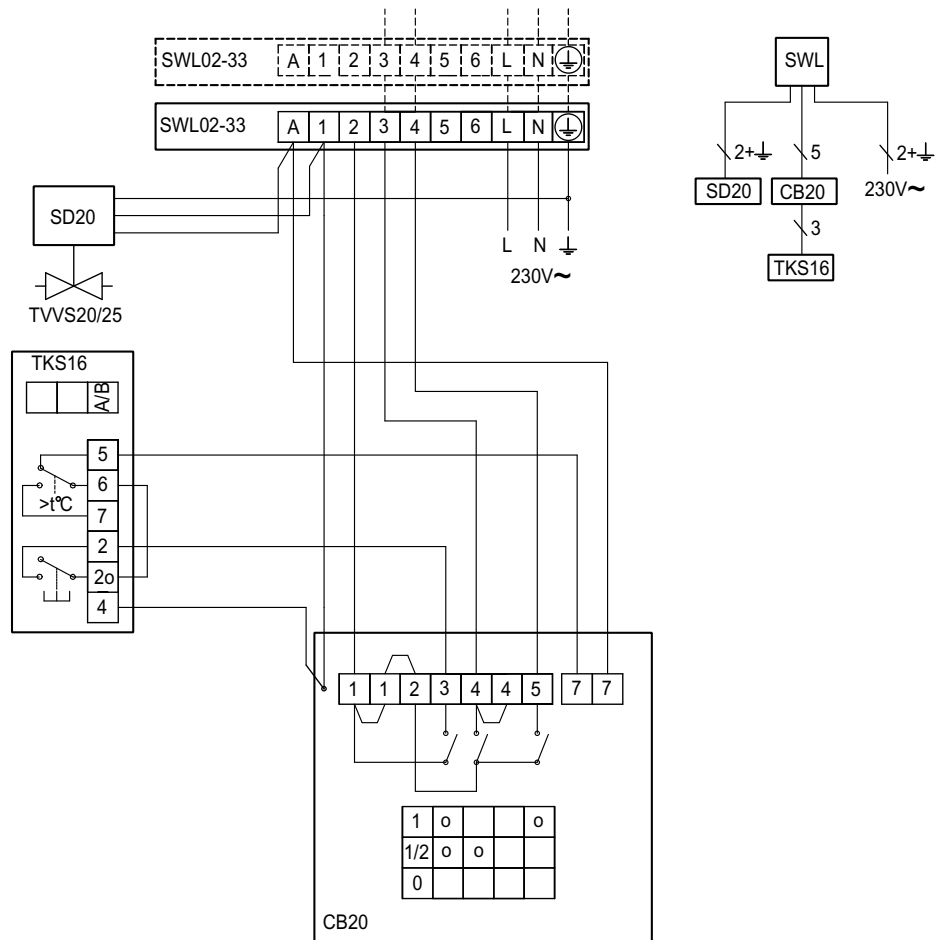 SWL02-33 A 1 2 3 4 5 6 L N
SWL02-33 A 1 2 3 4 5 6 L N
SWL
2+
5
2+
SD20
CB20
230V~
3
TKS16
SD20
L N
230V~
TVVS20/25
TKS16
A/B
5
6
>t°C
7
2
2o
4
1 1 2 3 4 4 5 7 7
1 o o
1/2 o o
0
CB20